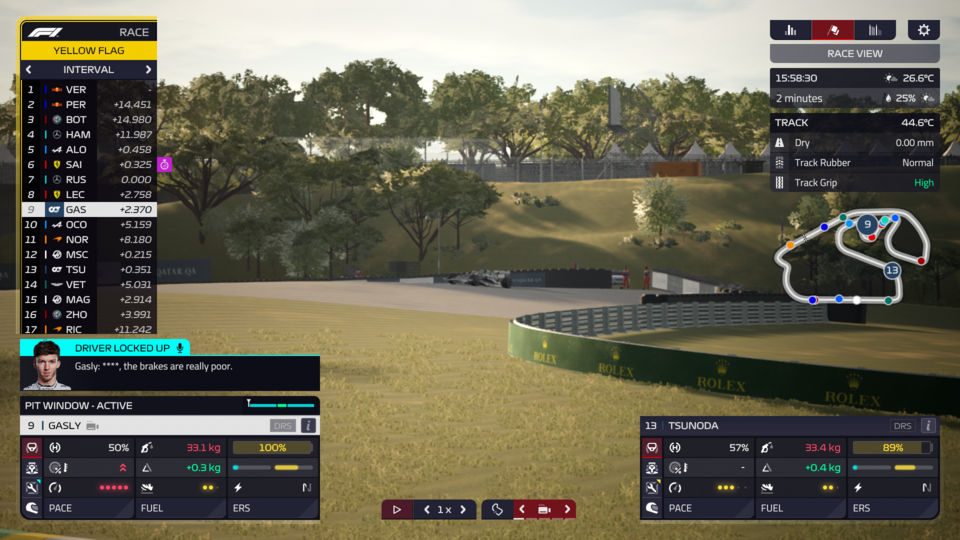 F1 RACE
YELLOW FLAG
INTERVAL
1 VER -
2 PER +14.451
3 BOT +14.980
4 HAM +11.987
5 ALO +0.458
6 SAI +0.325
7 RUS 0.000
8 LEC +2.758
9 GAS +2.370
10 OCO +5.159
11 NOR +8.180
12 MSC +0.215
13 TSU +0.351
14 VET +5.031
15 MAG +2.914
16 ZHO +3.991
17 RIC +11.242
DRIVER LOCKED UP
Gasly: ****, the brakes are really poor.
PIT WINDOW - ACTIVE
9 GASLY DRS i
H 50% 33.1 kg 100%
- +0.3 kg
N
PACE FUEL ERS
RACE VIEW
15:58:30 26.6°C
2 minutes 25%
TRACK 44.6°C
Dry 0.00 mm
Track Rubber Normal
Track Grip High
9
13
QATAR.QA
ROLEX
ROLEX
ROLEX
ROLEX
1x
13 TSUNODA DRS i
H 57% 33.4 kg 89%
- +0.4 kg
N
PACE FUEL ERS